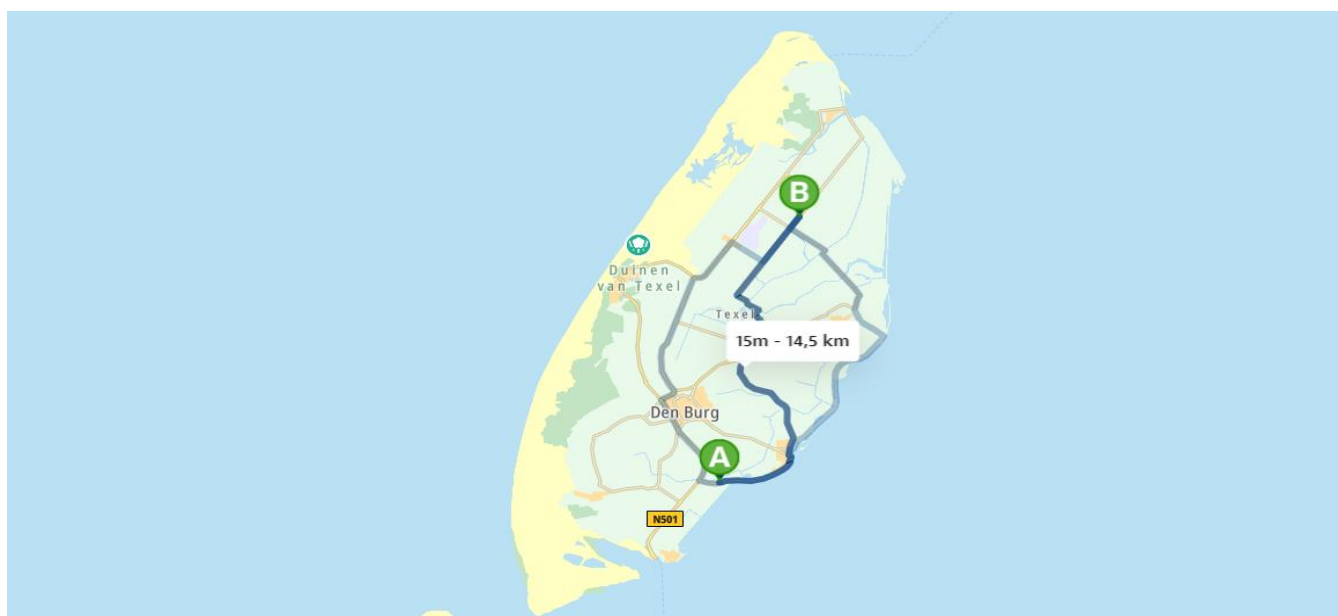 B
Duinen
van Texel
Texel
15m - 14,5 km
Den Burg
A
N501